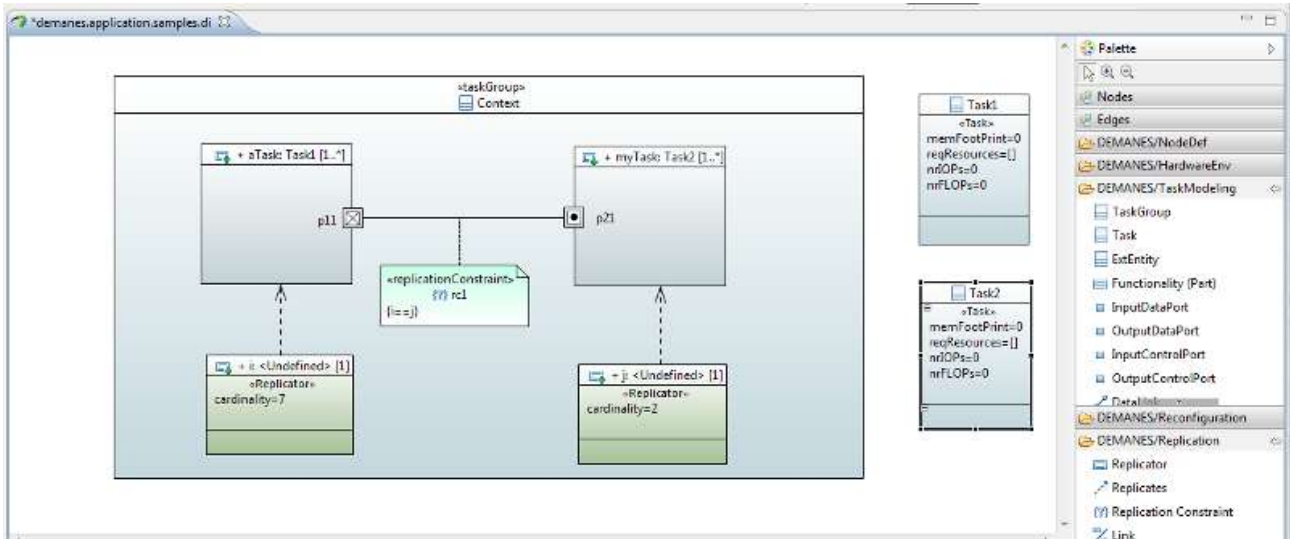 *demanes.application.samples.di
«taskGroup»
Context
+ aTask: Task1 [1..*]
p11
+ myTask: Task2 [1..*]
p21
«replicationConstraint»
{?} rc1
{i==j}
+ i: <Undefined> [1]
«Replicator»
cardinality=7
+ j: <Undefined> [1]
«Replicator»
cardinality=2
Task1
«Task»
memFootPrint=0
reqResources=[]
nrIOPs=0
nrFLOPs=0
Task2
«Task»
memFootPrint=0
reqResources=[]
nrIOPs=0
nrFLOPs=0
Palette
Nodes
Edges
DEMANES/NodeDef
DEMANES/HardwareEnv
DEMANES/TaskModeling
TaskGroup
Task
ExtEntity
Functionality (Part)
InputDataPort
OutputDataPort
InputControlPort
OutputControlPort
DEMANES/Reconfiguration
DEMANES/Replication
Replicator
Replicates
{?} Replication Constraint
Link